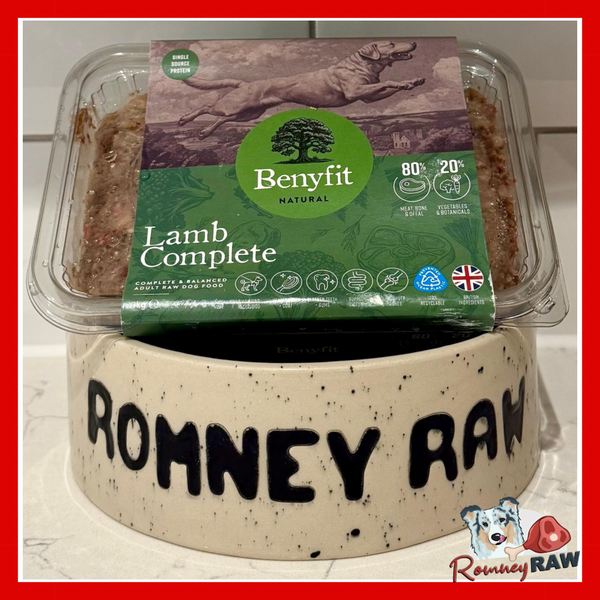 SINGLE
SOURCE
PROTEIN
Benyfit
NATURAL
80% 20%
MEAT, BONE
& OFFAL
VEGETABLES
& BOTANICALS
Lamb
Complete
COMPLETE & BALANCED
ADULT RAW DOG FOOD
BRITISH
INGREDIENTS
Benyfit
ROMNEY RAW
Romney RAW